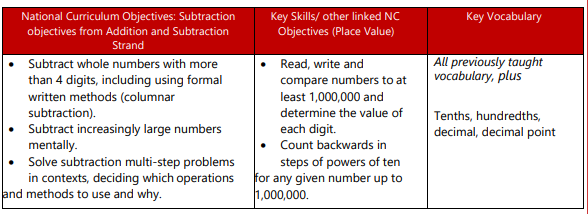 National Curriculum Objectives: Subtraction
objectives from Addition and Subtraction
Strand
Key Skills/ other linked NC
Objectives (Place Value)
Key Vocabulary
• Subtract whole numbers with more
than 4 digits, including using formal
written methods (columnar
subtraction).
• Subtract increasingly large numbers
mentally.
• Solve subtraction multi-step problems
in contexts, deciding which operations
and methods to use and why.
• Read, write and
compare numbers to at
least 1,000,000 and
determine the value of
each digit.
• Count backwards in
steps of powers of ten
for any given number up to
1,000,000.
All previously taught
vocabulary, plus
Tenths, hundredths,
decimal, decimal point